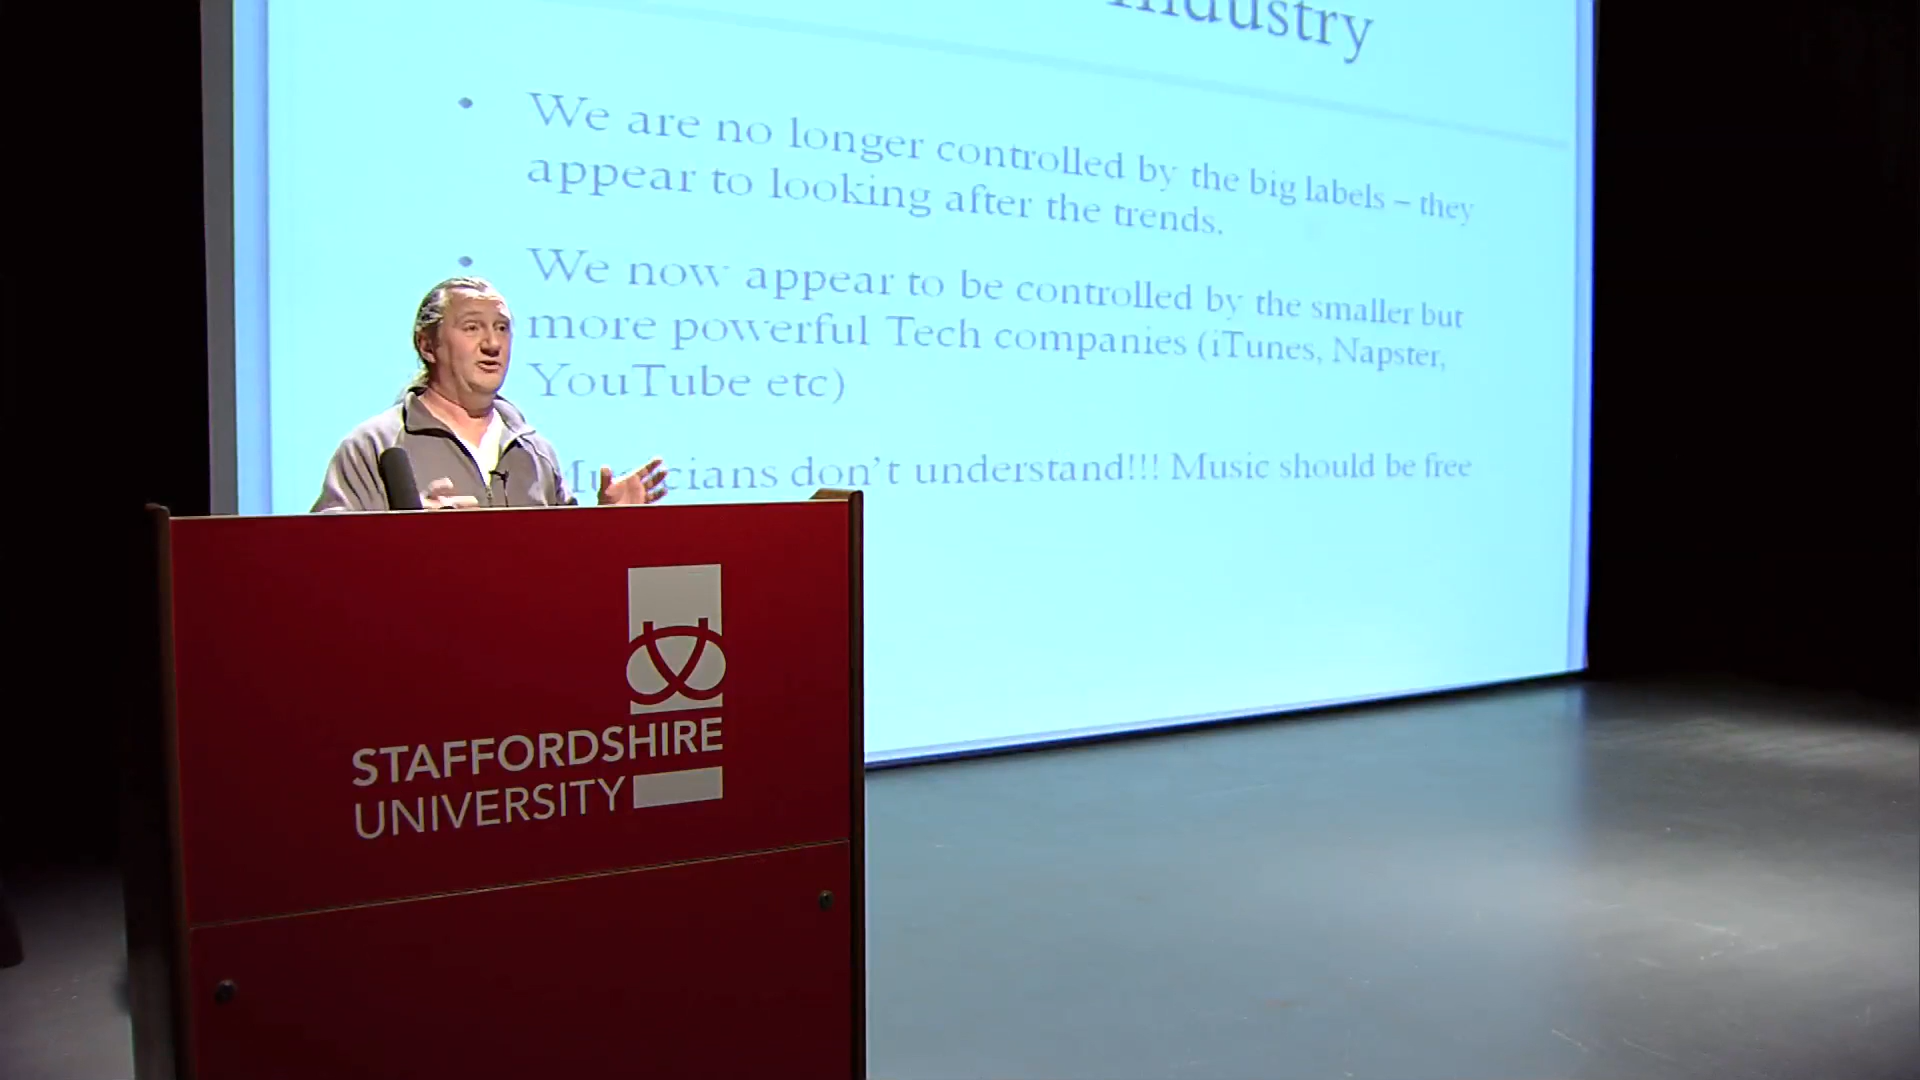 Industry
• We are no longer controlled by the big labels – they
appear to looking after the trends.
• We now appear to be controlled by the smaller but
more powerful Tech companies (iTunes, Napster,
YouTube etc)
Musicians don't understand!!! Music should be free
STAFFORDSHIRE
UNIVERSITY